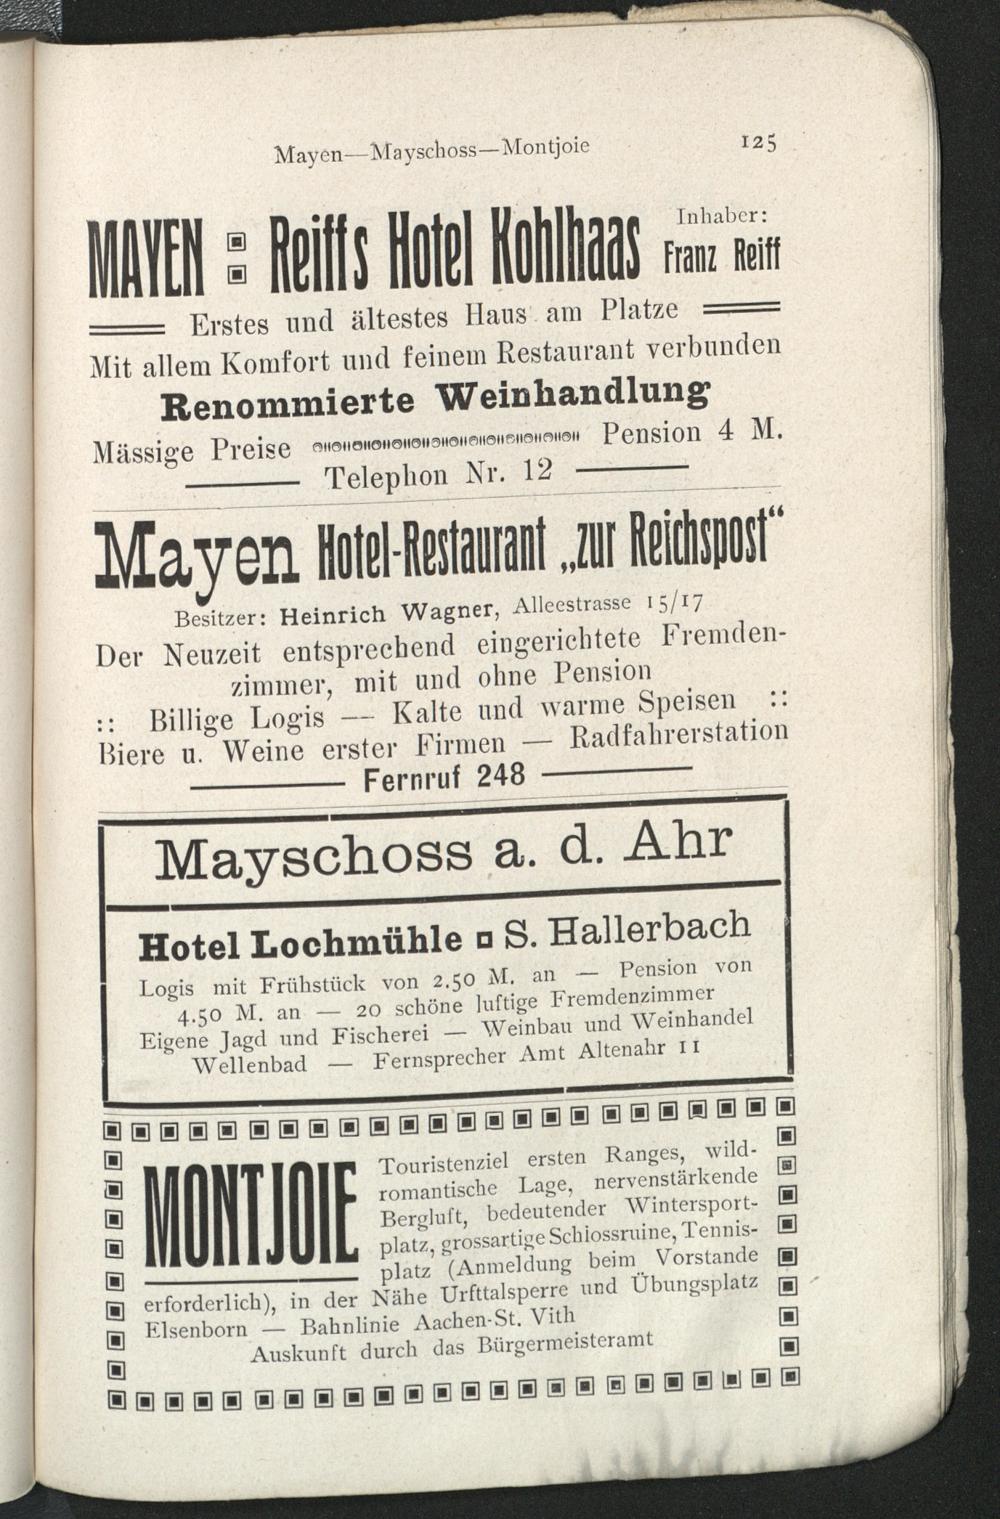 Mayen—Mayschoss—Montjoie 125
MAYEN : Reiffs Hotel Kohlhaas Inhaber:
Franz Reiff
Erstes und ältestes Haus am Platze
Mit allem Komfort und feinem Restaurant verbunden
Renommierte Weinhandlung
Mässige Preise Pension 4 M.
Telephon Nr. 12
Mayen Hotel-Restaurant „zur Reichspost“
Besitzer: Heinrich Wagner, Alleestrasse 15/17
Der Neuzeit entsprechend eingerichtete Fremden-
zimmer, mit und ohne Pension
:: Billige Logis — Kalte und warme Speisen ::
Biere u. Weine erster Firmen — Radfahrerstation
Fernruf 248
Mayschoss a. d. Ahr
Hotel Lochmühle ▫ S. Hallerbach
Logis mit Frühstück von 2.50 M. an — Pension von
4.50 M. an — 20 schöne luftige Fremdenzimmer
Eigene Jagd und Fischerei — Weinbau und Weinhandel
Wellenbad — Fernsprecher Amt Altenahr 11
MONTJOIE
Touristenziel ersten Ranges, wild-
romantische Lage, nervenstärkende
Bergluft, bedeutender Wintersport-
platz, grossartige Schlossruine, Tennis-
platz (Anmeldung beim Vorstande
erforderlich), in der Nähe Urfttalsperre und Übungsplatz
Elsenborn — Bahnlinie Aachen-St. Vith
Auskunft durch das Bürgermeisteramt